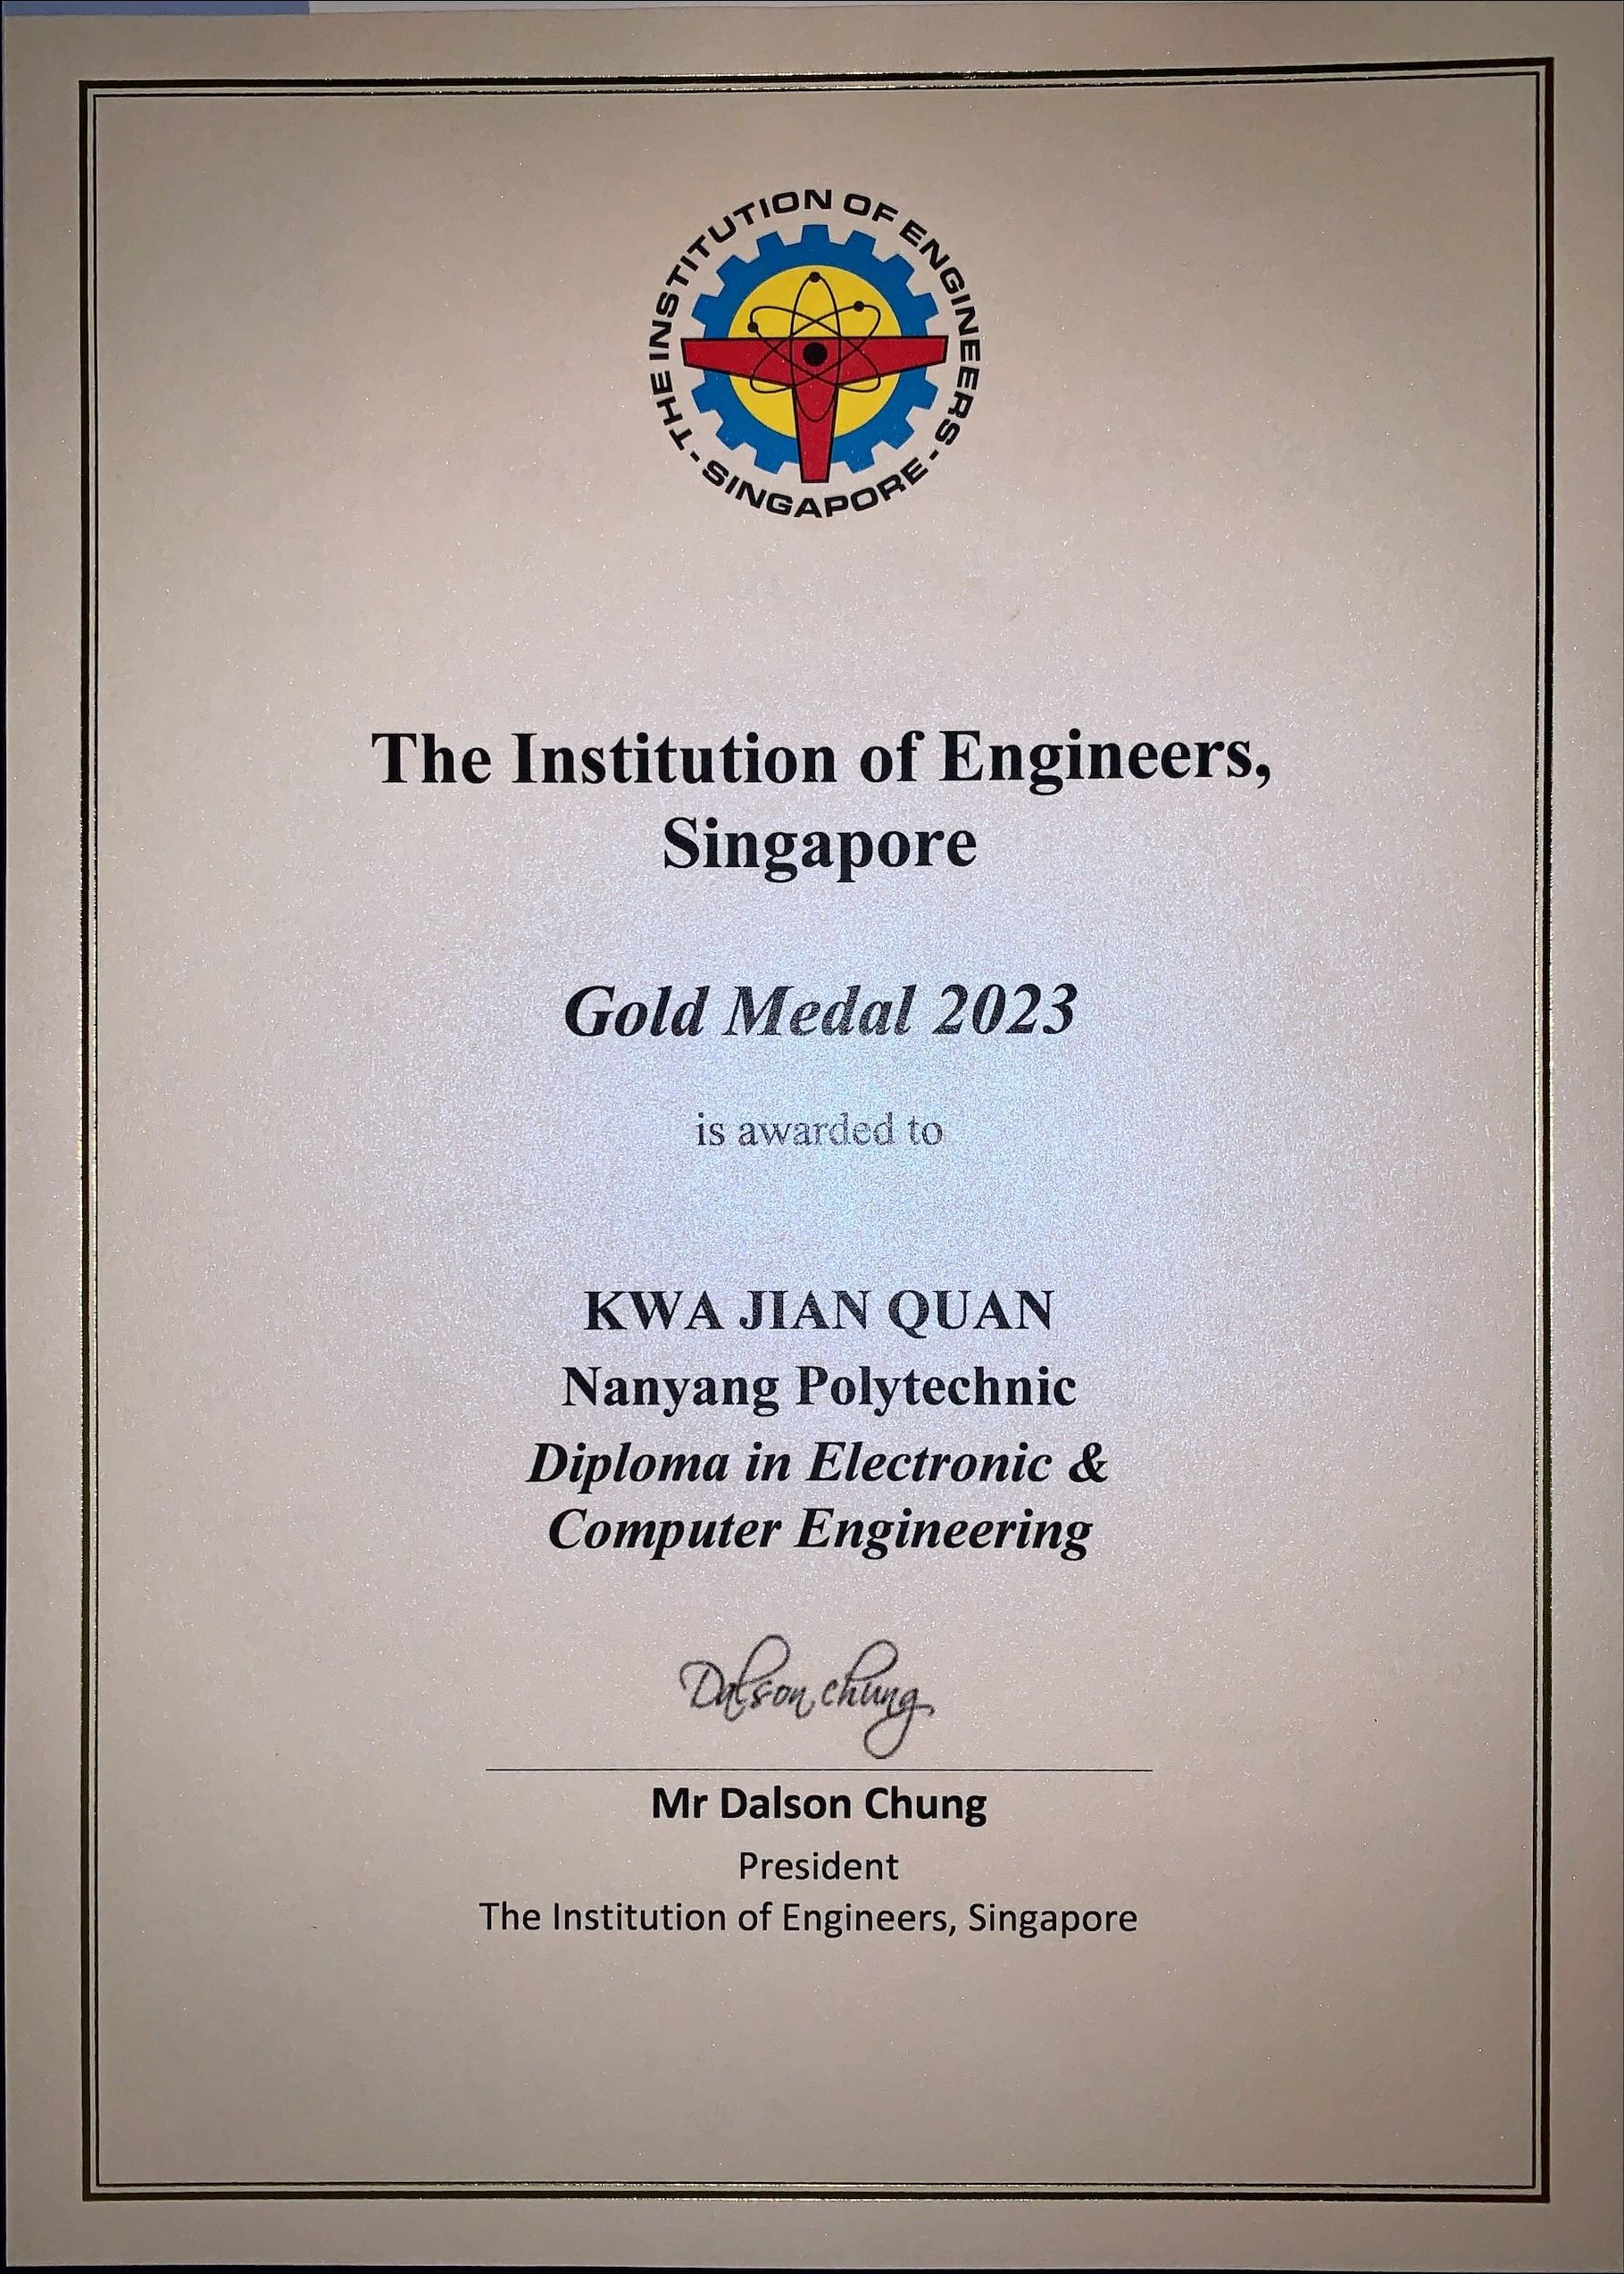 THE INSTITUTION OF ENGINEERS - SINGAPORE -
The Institution of Engineers,
Singapore
Gold Medal 2023
is awarded to
KWA JIAN QUAN
Nanyang Polytechnic
Diploma in Electronic &
Computer Engineering
Dalson chung
Mr Dalson Chung
President
The Institution of Engineers, Singapore